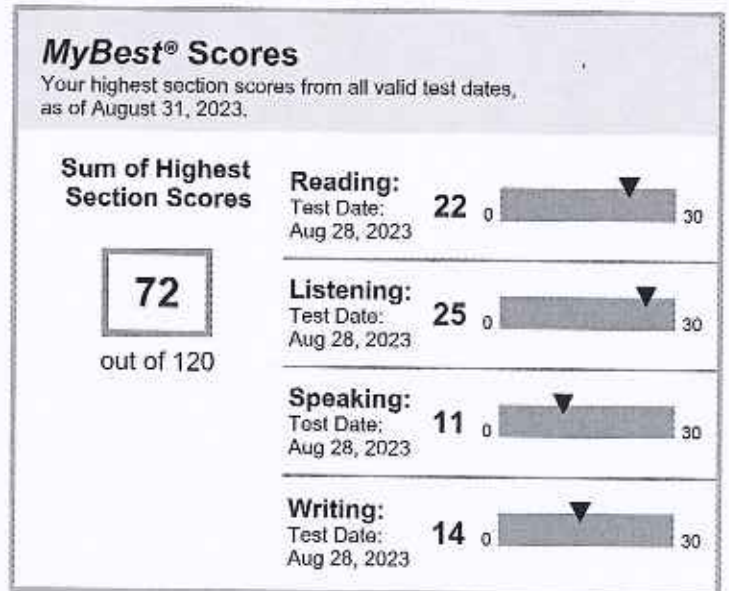 MyBest® Scores
Your highest section scores from all valid test dates,
as of August 31, 2023.
Sum of Highest
Section Scores
72
out of 120
Reading:
Test Date:
Aug 28, 2023
22
0
30
Listening:
Test Date:
Aug 28, 2023
25
0
30
Speaking:
Test Date:
Aug 28, 2023
11
0
30
Writing:
Test Date:
Aug 28, 2023
14
0
30